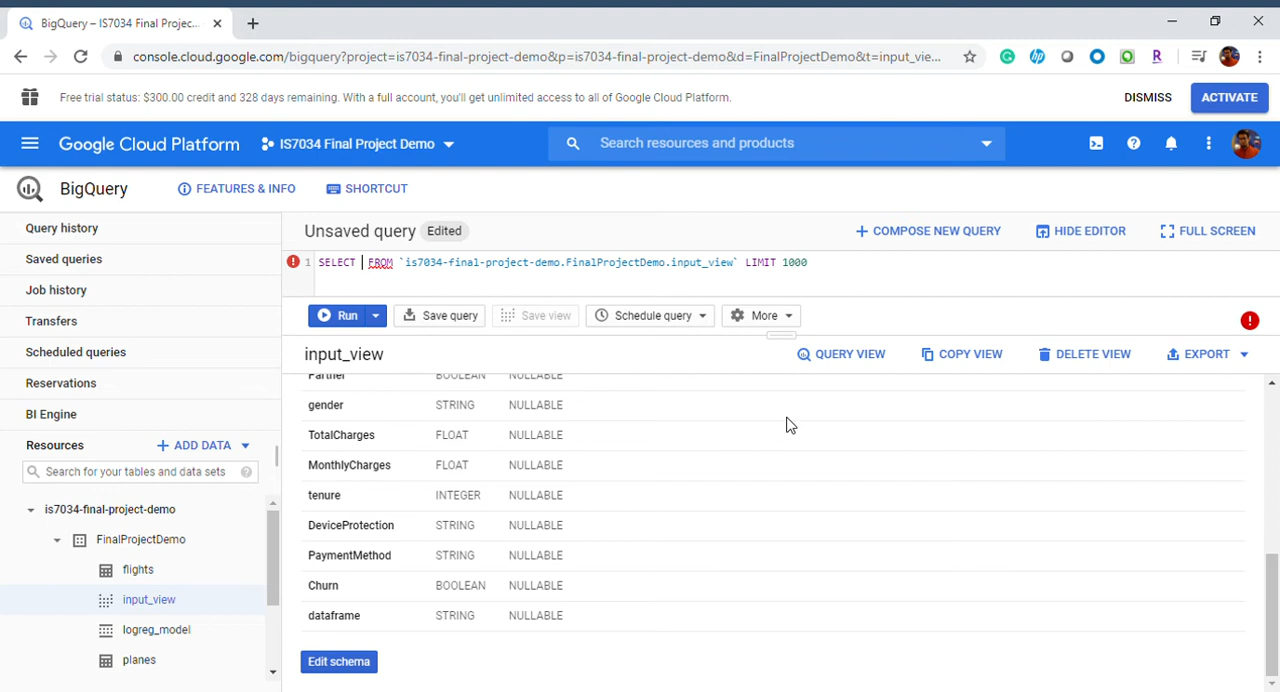 BigQuery – IS7034 Final Projec...
console.cloud.google.com/bigquery?project=is7034-final-project-demo&p=is7034-final-project-demo&d=FinalProjectDemo&t=input_vie...
Free trial status: $300.00 credit and 328 days remaining. With a full account, you'll get unlimited access to all of Google Cloud Platform.
DISMISS
ACTIVATE
Google Cloud Platform
IS7034 Final Project Demo
Search resources and products
BigQuery
FEATURES & INFO
SHORTCUT
Query history
Saved queries
Job history
Transfers
Scheduled queries
Reservations
BI Engine
Resources
ADD DATA
Search for your tables and data sets
is7034-final-project-demo
FinalProjectDemo
flights
input_view
logreg_model
planes
Unsaved query Edited
COMPOSE NEW QUERY
HIDE EDITOR
FULL SCREEN
1 SELECT FROM `is7034-final-project-demo.FinalProjectDemo.input_view` LIMIT 1000
Run
Save query
Save view
Schedule query
More
input_view
QUERY VIEW
COPY VIEW
DELETE VIEW
EXPORT
Partner BOOLEAN NULLABLE
gender STRING NULLABLE
TotalCharges FLOAT NULLABLE
MonthlyCharges FLOAT NULLABLE
tenure INTEGER NULLABLE
DeviceProtection STRING NULLABLE
PaymentMethod STRING NULLABLE
Churn BOOLEAN NULLABLE
dataframe STRING NULLABLE
Edit schema